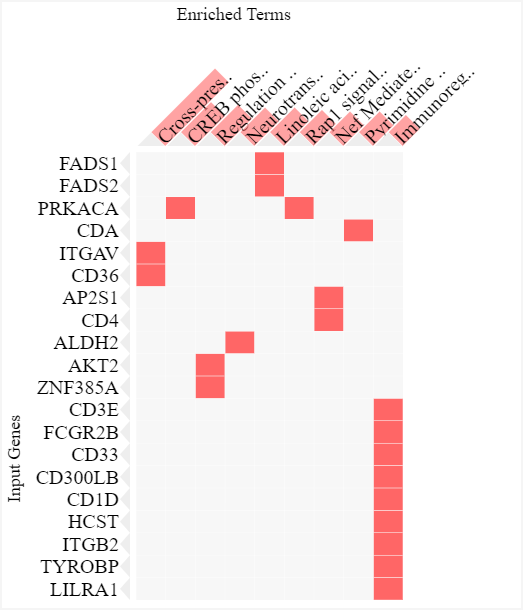 Enriched Terms
Cross-pres..
CREB phos..
Regulation ..
Neurotrans..
Linoleic aci..
Rap1 signal..
Nef Mediate..
Pyrimidine ..
Immunoreg..
Input Genes
FADS1
FADS2
PRKACA
CDA
ITGAV
CD36
AP2S1
CD4
ALDH2
AKT2
ZNF385A
CD3E
FCGR2B
CD33
CD300LB
CD1D
HCST
ITGB2
TYROBP
LILRA1